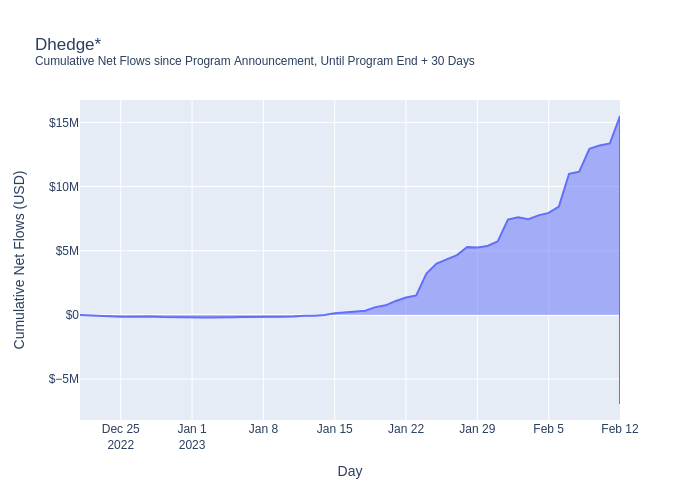 Dhedge*
Cumulative Net Flows since Program Announcement, Until Program End + 30 Days
Cumulative Net Flows (USD)
$15M
$10M
$5M
$0
$−5M
Dec 25
2022
Jan 1
2023
Jan 8
Jan 15
Jan 22
Jan 29
Feb 5
Feb 12
Day